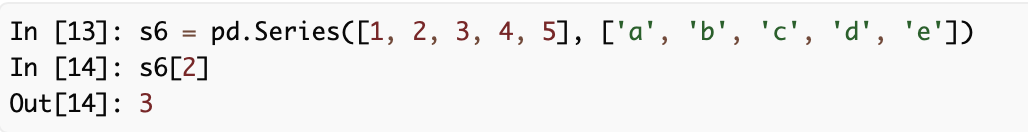 In [13]: s6 = pd.Series([1, 2, 3, 4, 5], ['a', 'b', 'c', 'd', 'e'])
In [14]: s6[2]
Out[14]: 3